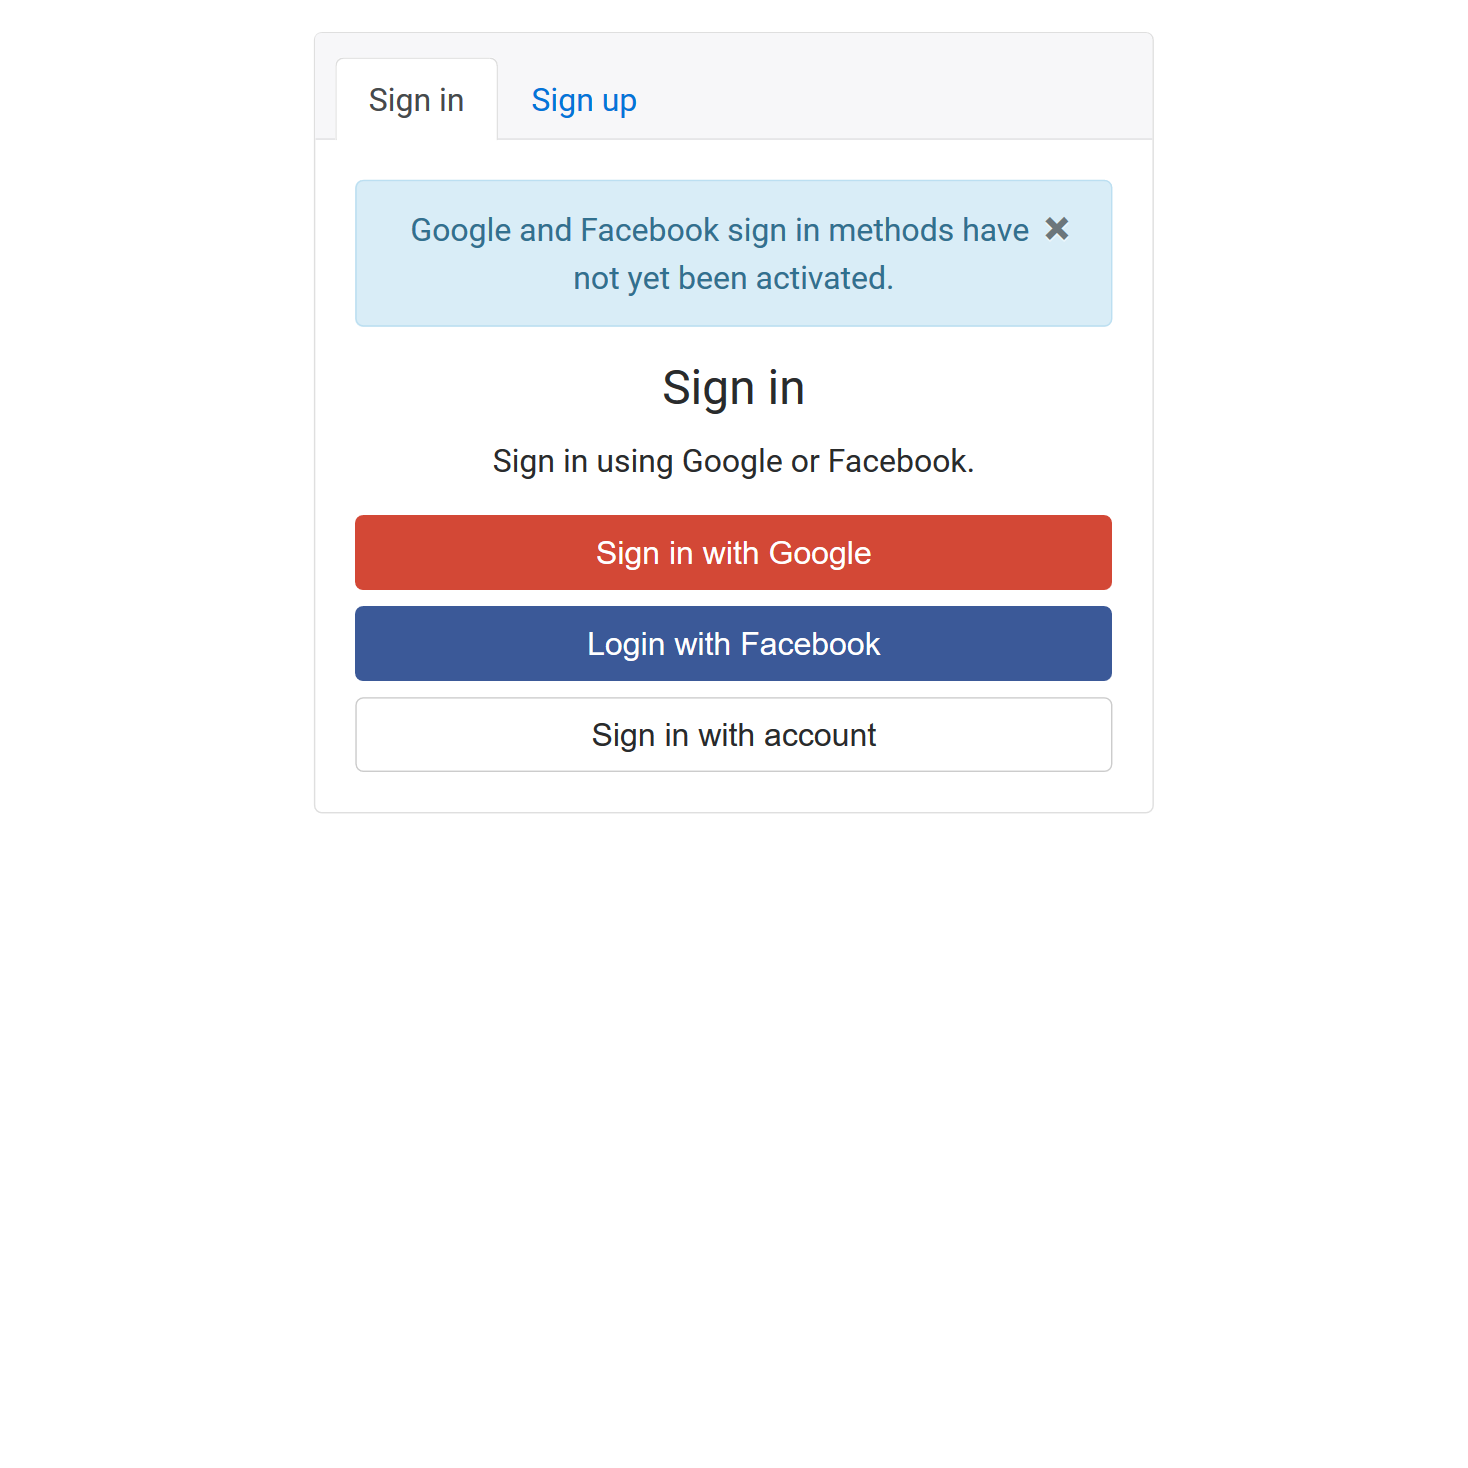 Sign in
Sign up
Google and Facebook sign in methods have
not yet been activated.
Sign in
Sign in using Google or Facebook.
Sign in with Google
Login with Facebook
Sign in with account